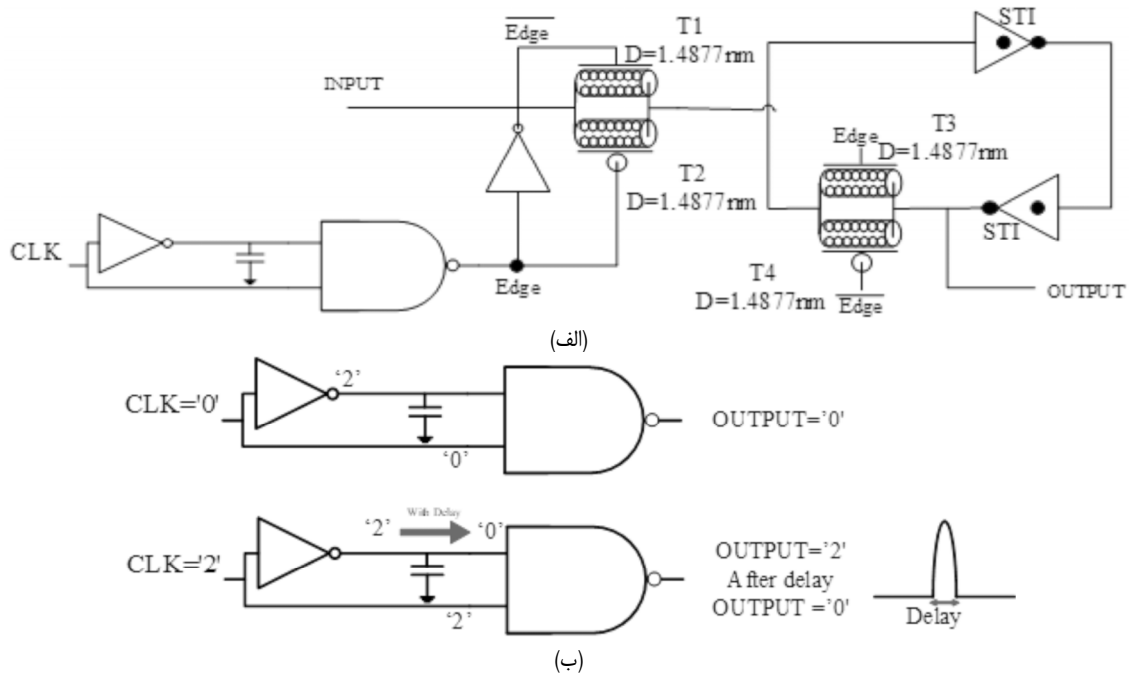 Edge
T1
D=1.4877nm
STI
INPUT
Edge
T3
D=1.4877nm
T2
D=1.4877nm
STI
CLK
Edge
T4
D=1.4877nm
Edge
OUTPUT
(الف)
CLK='0'
‘2’
‘0’
OUTPUT=’0’
CLK='2'
‘2’
With Delay
‘0’
‘2’
OUTPUT=’2’
After delay
OUTPUT =’0’
Delay
(ب)